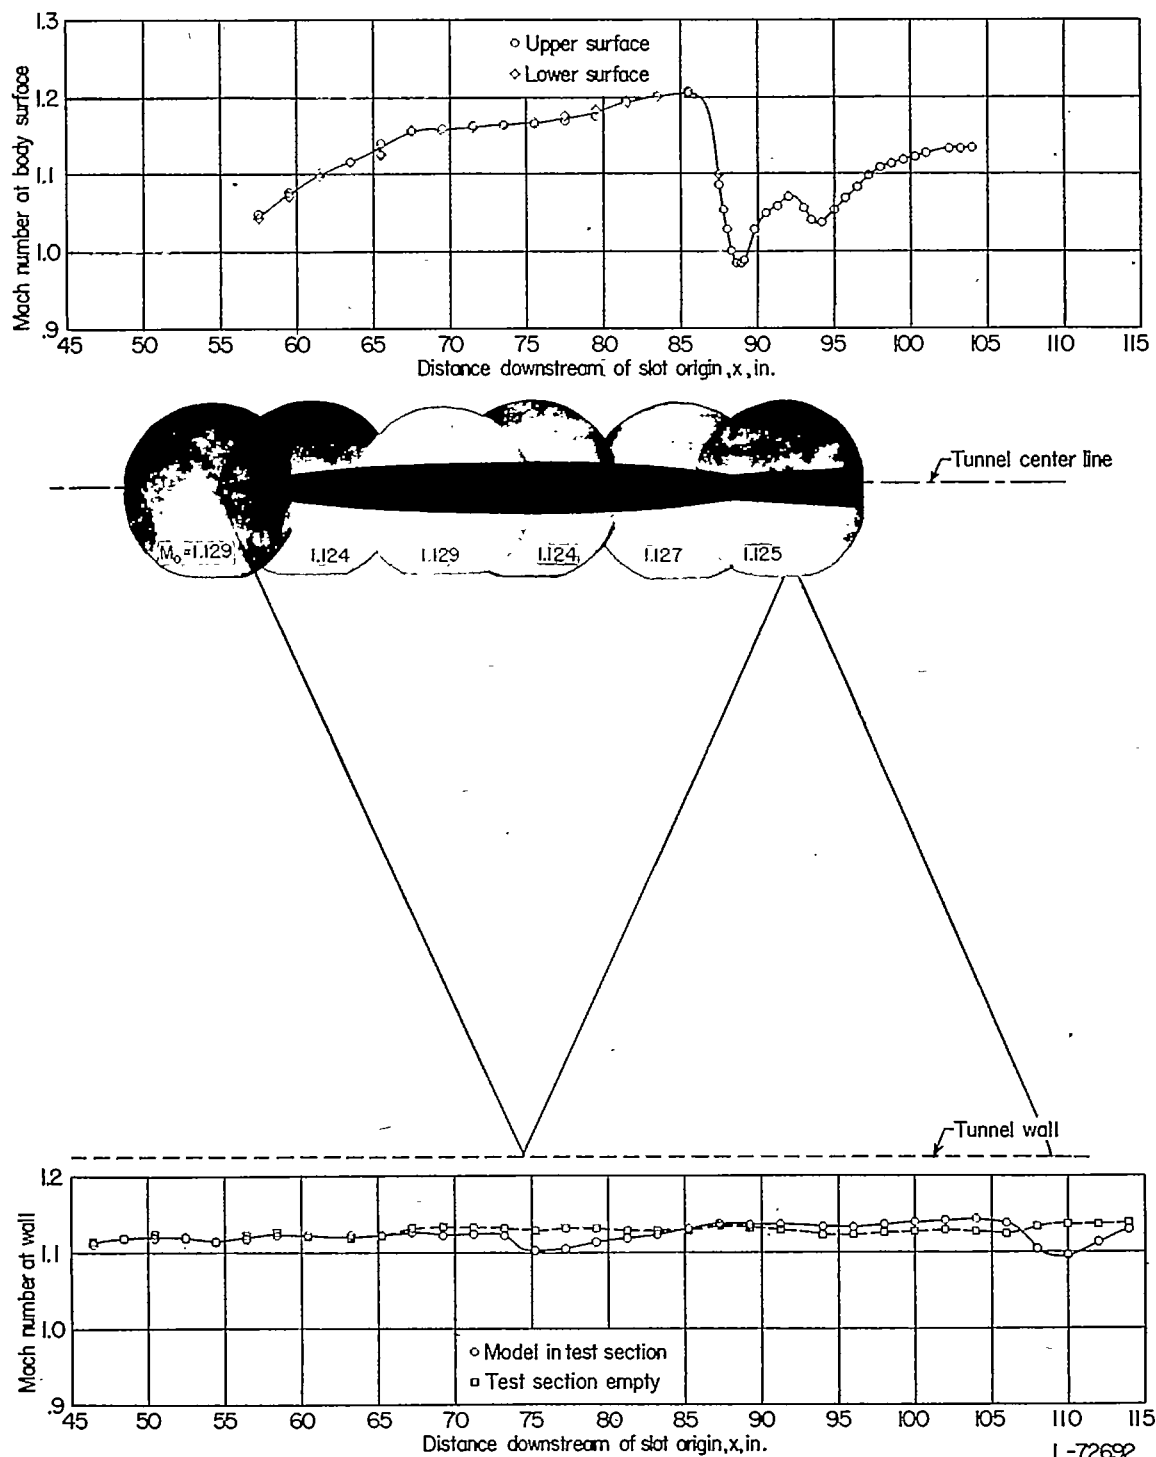 1.3
○ Upper surface
◇ Lower surface
1.2
1.1
1.0
.9
Mach number at body surface
45 50 55 60 65 70 75 80 85 90 95 100 105 110 115
Distance downstream of slot origin, x, in.
Tunnel center line
M₀=1.129 1.124 1.129 1.124 1.127 1.125
Tunnel wall
1.2
1.1
1.0
.9
Mach number at wall
○ Model in test section
□ Test section empty
45 50 55 60 65 70 75 80 85 90 95 100 105 110 115
Distance downstream of slot origin, x, in.
L-72692